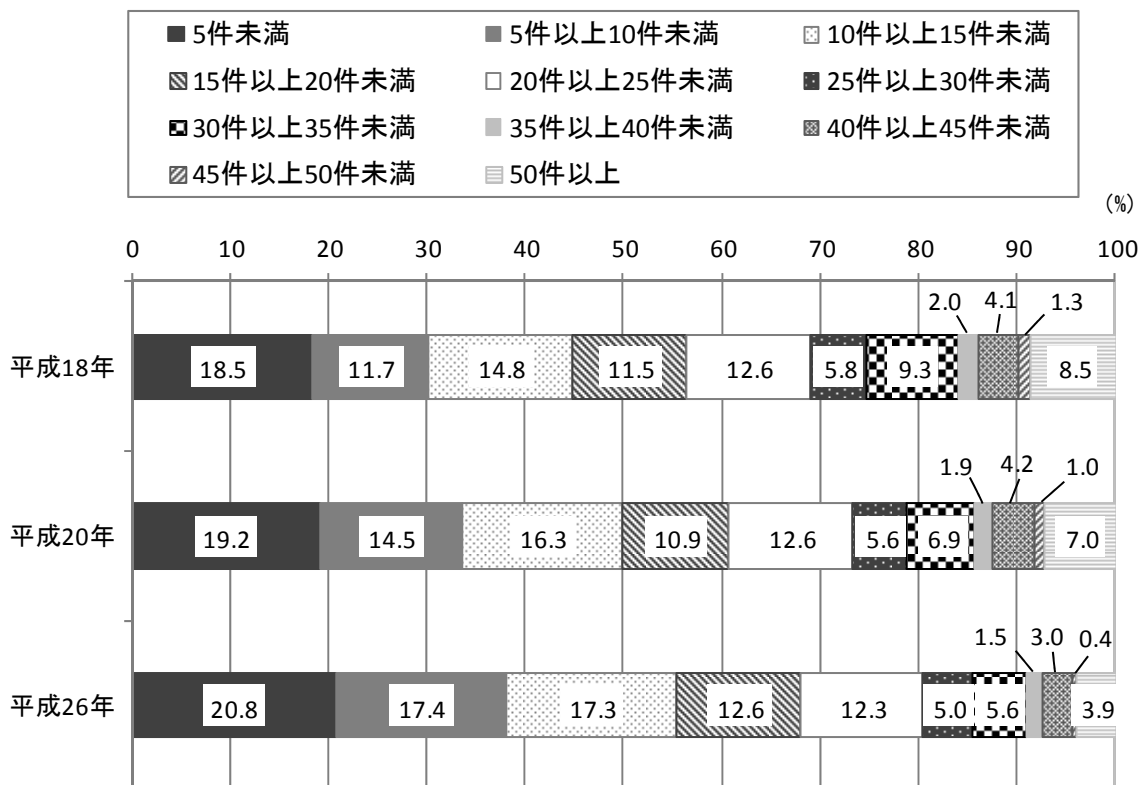 5件未満 5件以上10件未満 10件以上15件未満
15件以上20件未満 20件以上25件未満 25件以上30件未満
30件以上35件未満 35件以上40件未満 40件以上45件未満
45件以上50件未満 50件以上
(%)
0 10 20 30 40 50 60 70 80 90 100
2.0 4.1 1.3
平成18年 18.5 11.7 14.8 11.5 12.6 5.8 9.3 8.5
1.9 4.2 1.0
平成20年 19.2 14.5 16.3 10.9 12.6 5.6 6.9 7.0
1.5 3.0 0.4
平成26年 20.8 17.4 17.3 12.6 12.3 5.0 5.6 3.9